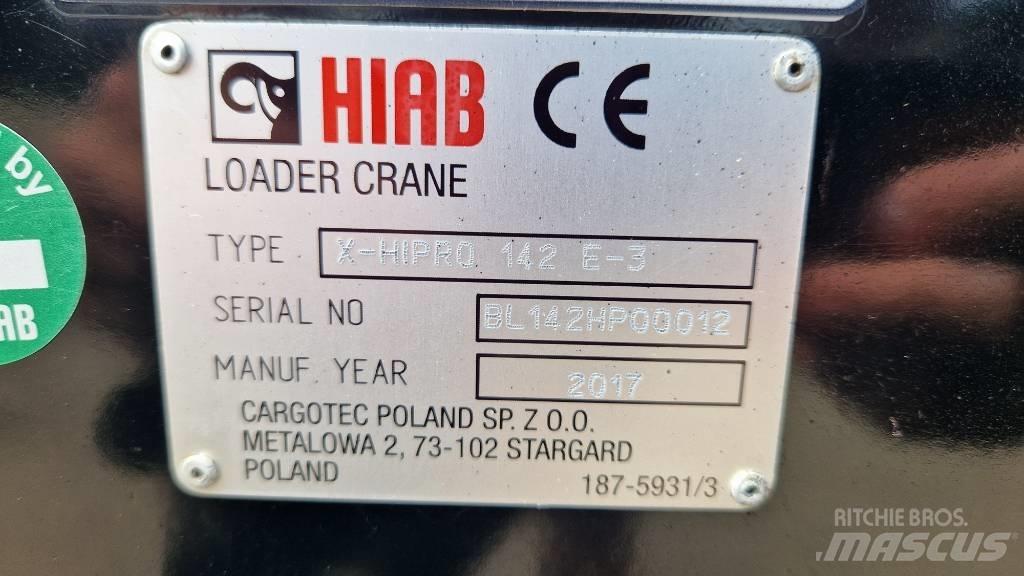 HIAB CE
LOADER CRANE
TYPE X-HIPRO 142 E-3
SERIAL NO BL142HP00012
MANUF. YEAR 2017
CARGOTEC POLAND SP. Z O.O.
METALOWA 2, 73-102 STARGARD
POLAND 187-5931/3
by
AB
RITCHIE BROS.
MASCUS